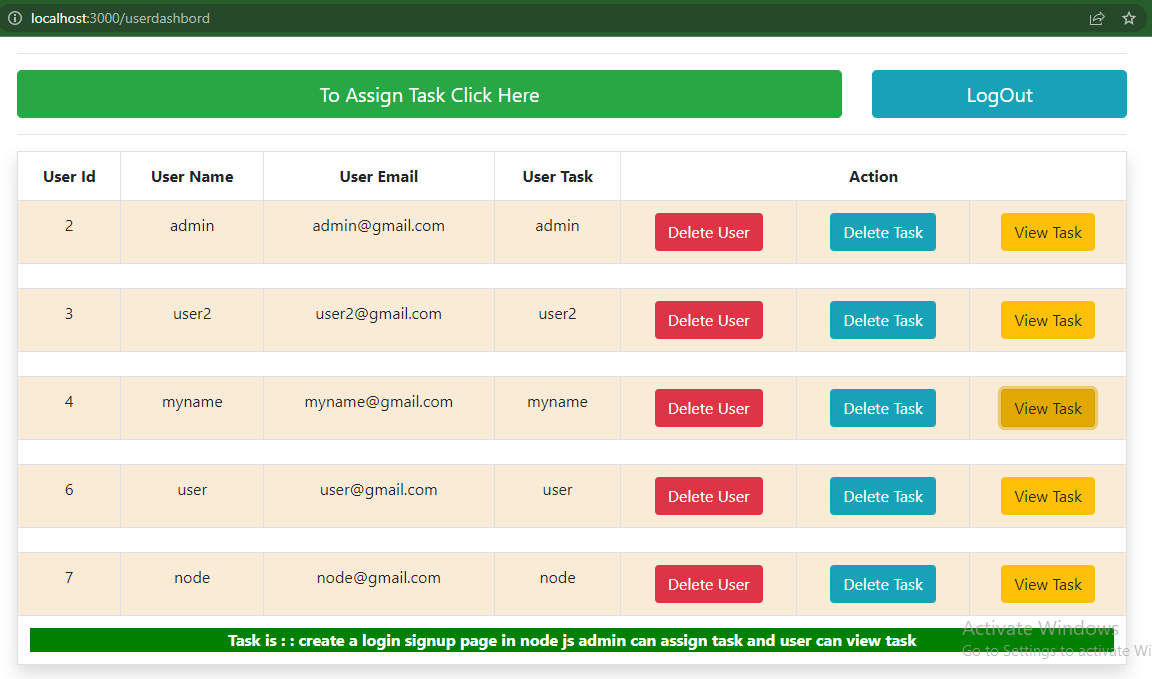 localhost:3000/userdashbord
To Assign Task Click Here LogOut
User Id User Name User Email User Task Action
2 admin admin@gmail.com admin Delete User Delete Task View Task
3 user2 user2@gmail.com user2 Delete User Delete Task View Task
4 myname myname@gmail.com myname Delete User Delete Task View Task
6 user user@gmail.com user Delete User Delete Task View Task
7 node node@gmail.com node Delete User Delete Task View Task
Task is : : create a login signup page in node js admin can assign task and user can view task
Activate Windows
Go to Settings to activate Wi